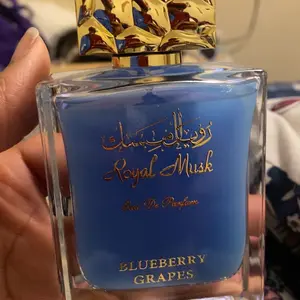 رويال مسك
Royal Musk
Eau De Parfum
BLUEBERRY
GRAPES